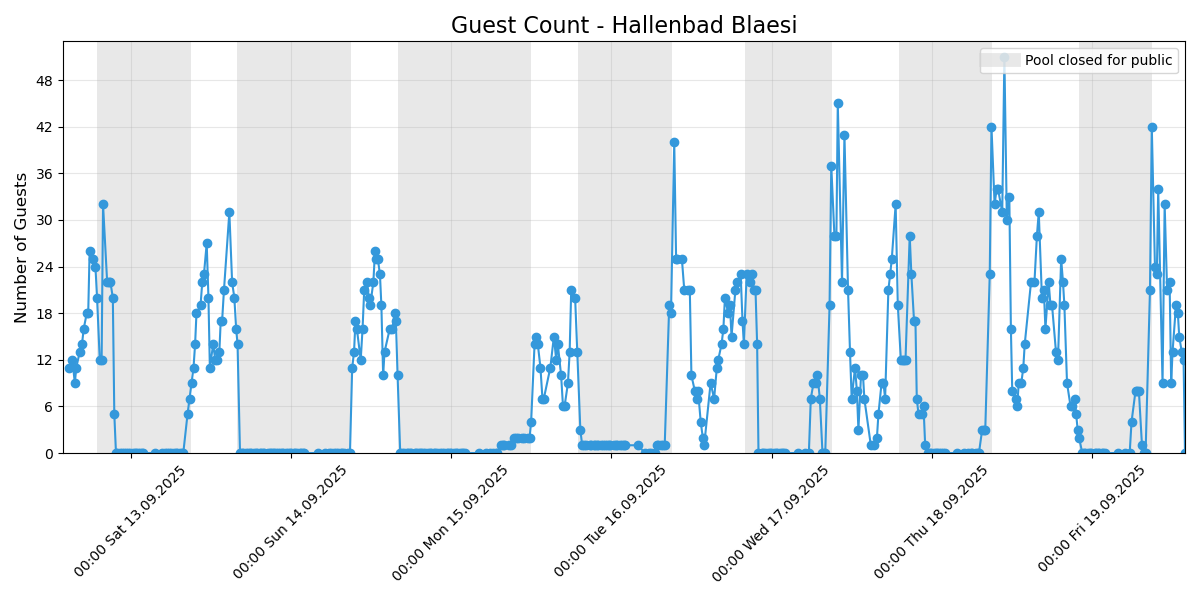 Guest Count - Hallenbad Blaesi
Pool closed for public
Number of Guests
48
42
36
30
24
18
12
6
0
00:00 Sat 13.09.2025
00:00 Sun 14.09.2025
00:00 Mon 15.09.2025
00:00 Tue 16.09.2025
00:00 Wed 17.09.2025
00:00 Thu 18.09.2025
00:00 Fri 19.09.2025